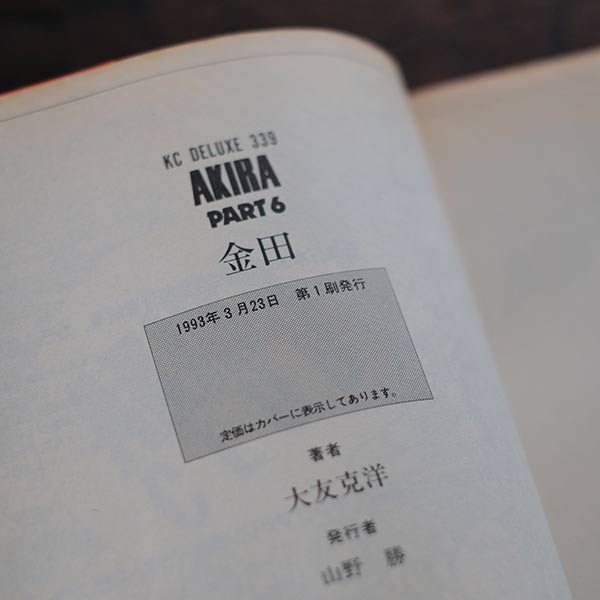 KC DELUXE 339
AKIRA
PART6
金田
1993年3月23日 第1刷発行
定価はカバーに表示してあります。
著者
大友克洋
発行者
山野 勝